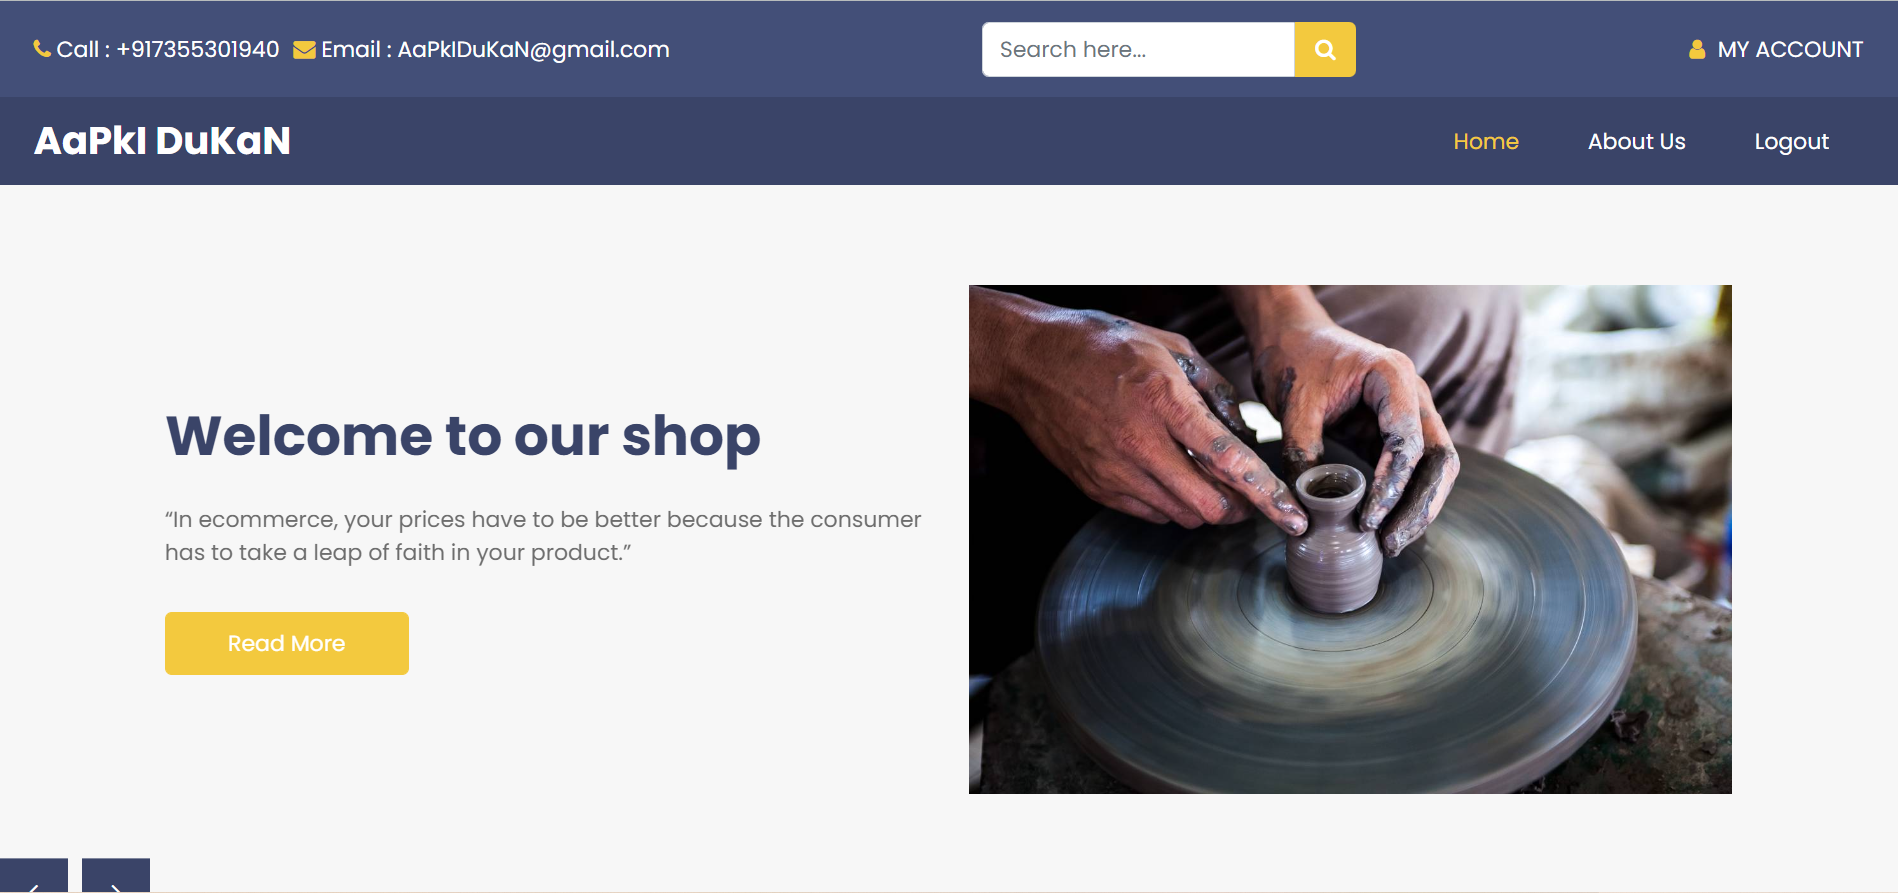 Call : +917355301940 Email : AaPkIDuKaN@gmail.com Search here... MY ACCOUNT
AaPkI DuKaN Home About Us Logout
Welcome to our shop
“In ecommerce, your prices have to be better because the consumer
has to take a leap of faith in your product.”
Read More